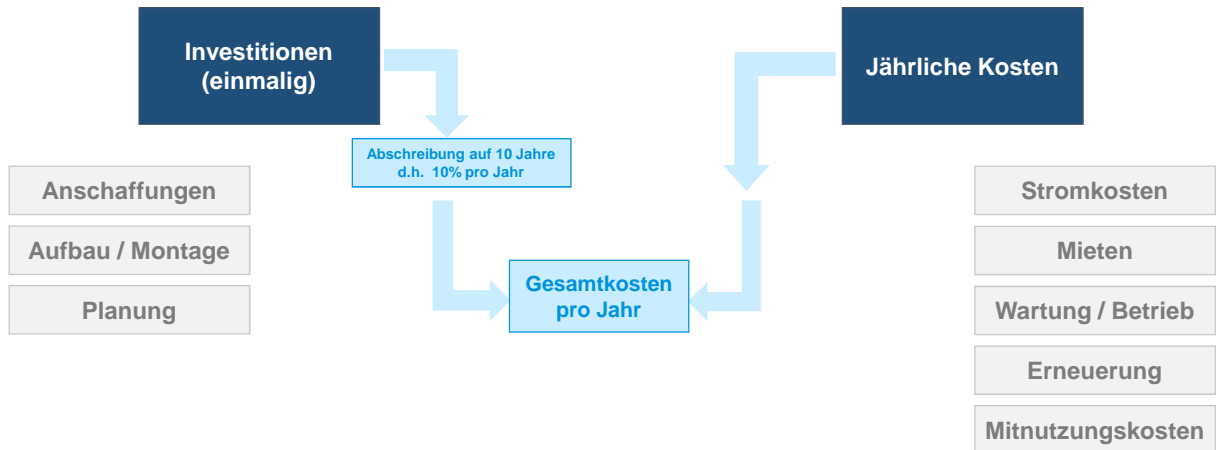 Investitionen
(einmalig)
Jährliche Kosten
Abschreibung auf 10 Jahre
d.h. 10% pro Jahr
Anschaffungen
Aufbau / Montage
Planung
Gesamtkosten
pro Jahr
Stromkosten
Mieten
Wartung / Betrieb
Erneuerung
Mitnutzungskosten